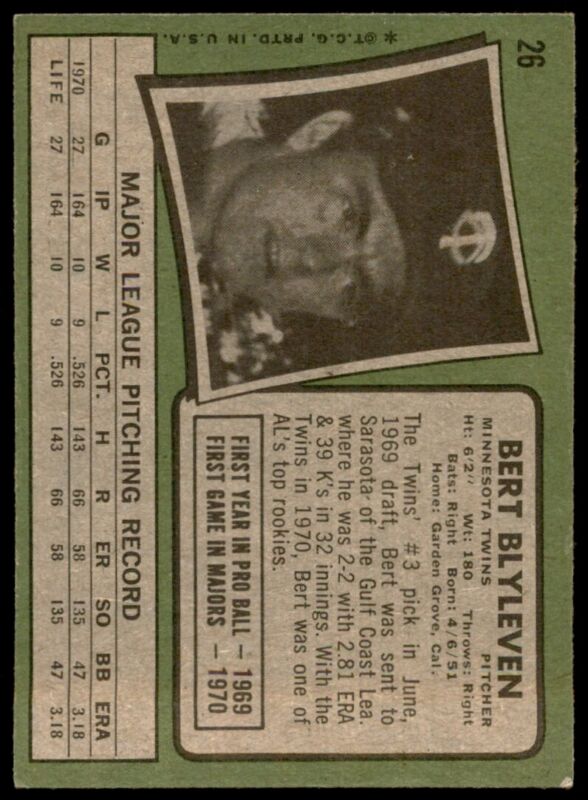 26
BERT BLYLEVEN
MINNESOTA TWINS PITCHER
Ht: 6'2" Wt: 180 Throws: Right
Bats: Right Born: 4/6/51
Home: Garden Grove, Cal.
The Twins' #3 pick in June,
1969 draft, Bert was sent to
Sarasota of the Gulf Coast Lea.
where he was 2-2 with 2.81 ERA
& 39 K's in 32 innings. With the
Twins in 1970, Bert was one of
AL's top rookies.
FIRST YEAR IN PRO BALL — 1969
FIRST GAME IN MAJORS — 1970
MAJOR LEAGUE PITCHING RECORD
G IP W L PCT. H R ER SO BB ERA
1970 27 164 10 9 .526 143 66 58 135 47 3.18
LIFE 27 164 10 9 .526 143 66 58 135 47 3.18
*©T.C.G. PRTD. IN U.S.A.